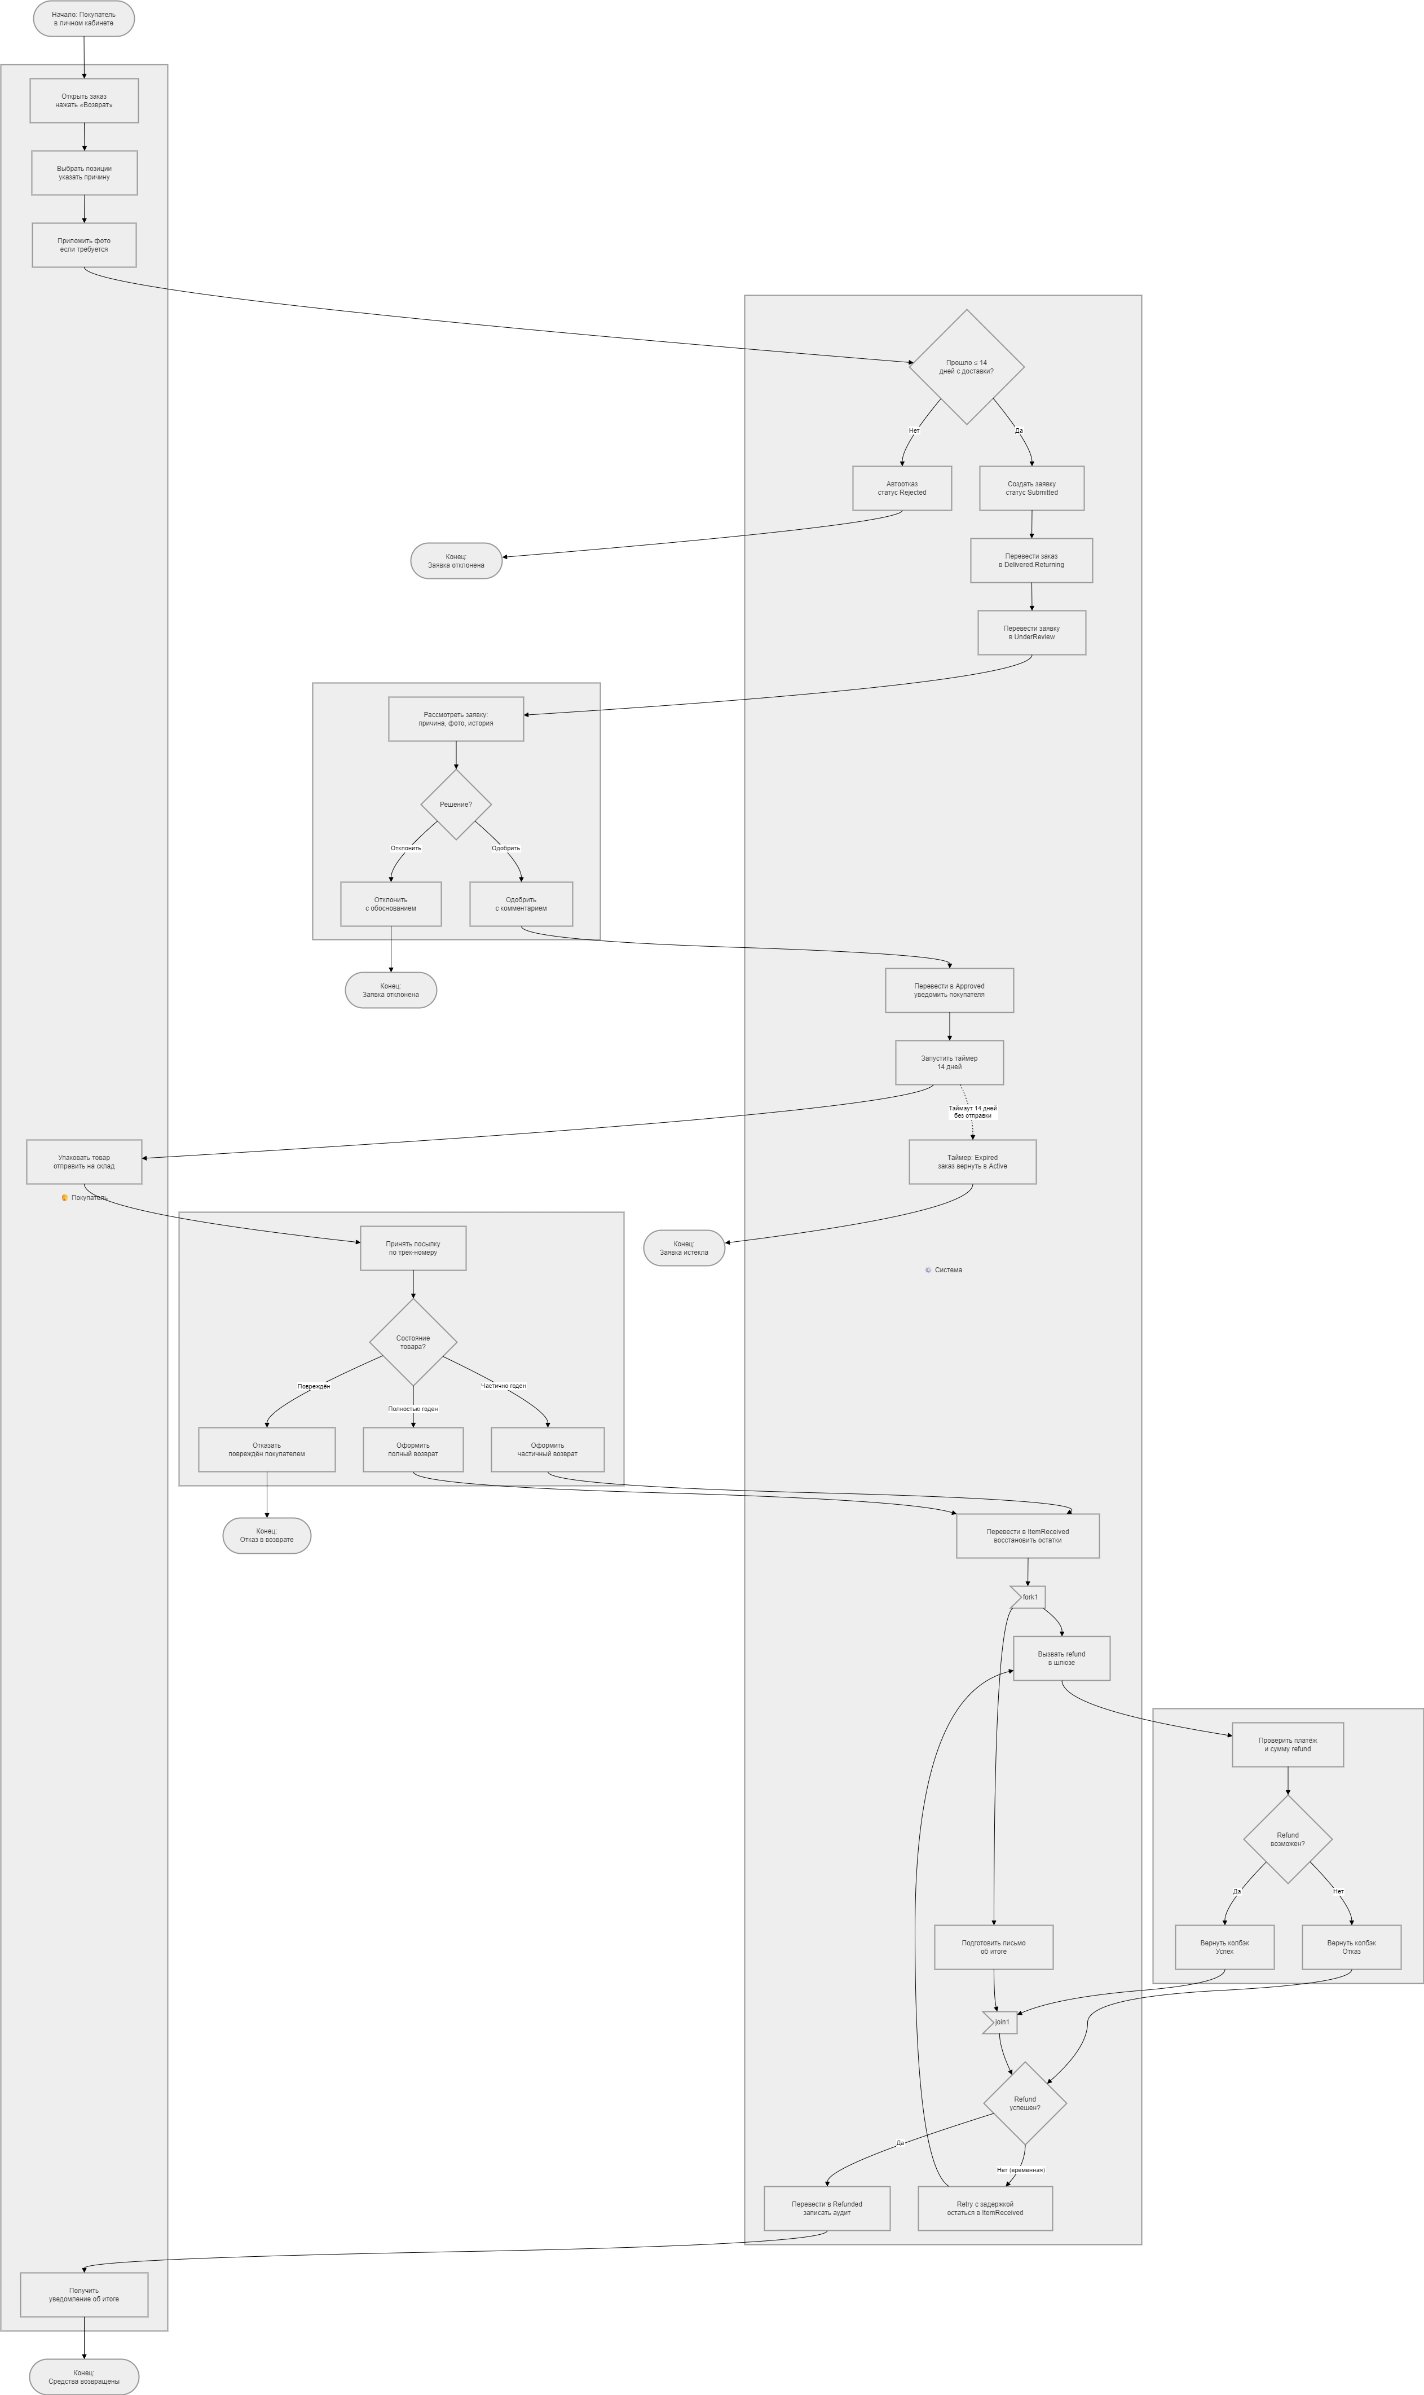 Начало: Покупатель
в личном кабинете
Открыть заказ
нажать «Возврат»
Выбрать позиции
указать причину
Приложить фото
если требуется
Прошло ≤ 14
дней с доставки?
Нет
Да
Автоотказ
статус Rejected
Создать заявку
статус Submitted
Конец:
Заявка отклонена
Перевести заказ
в Delivered.Returning
Перевести заявку
в UnderReview
Рассмотреть заявку:
причина, фото, история
Решение?
Отклонить
Одобрить
Отклонить
с обоснованием
Одобрить
с комментарием
Конец:
Заявка отклонена
Перевести в Approved
уведомить покупателя
Запустить таймер
14 дней
Таймаут 14 дней
без отправки
Упаковать товар
отправить на склад
Таймер: Expired
заказ вернуть в Active
Покупатель
Принять посылку
по трек-номеру
Конец:
Заявка истекла
Система
Состояние
товара?
Повреждён
Полностью годен
Частично годен
Отказать
повреждён покупателем
Оформить
полный возврат
Оформить
частичный возврат
Конец:
Отказ в возврате
Перевести в ItemReceived
восстановить остатки
fork1
Вызвать refund
в шлюзе
Проверить платёж
и сумму refund
Refund
возможен?
Да
Нет
Подготовить письмо
об итоге
Вернуть колбэк
Успех
Вернуть колбэк
Отказ
join1
Refund
успешен?
Да
Нет (временная)
Перевести в Refunded
записать аудит
Retry с задержкой
остаться в ItemReceived
Получить
уведомление об итоге
Конец:
Средства возвращены